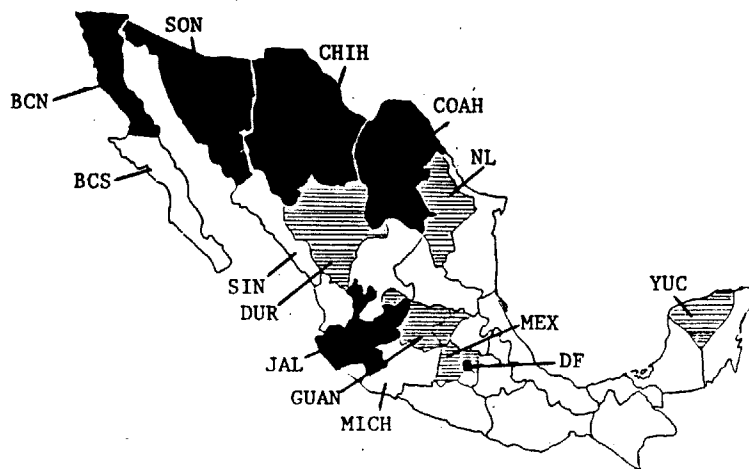 SON
CHIH
BCN
COAH
NL
BCS
YUC
SIN
DUR
MEX
DF
JAL
GUAN
MICH